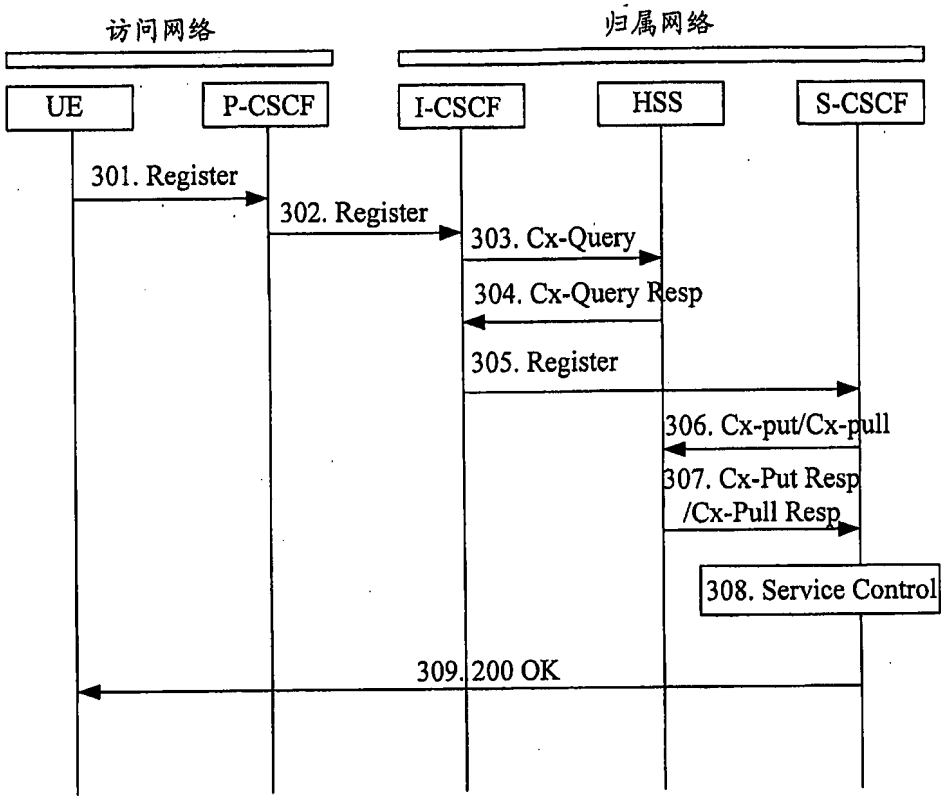 访问网络
归属网络
UE
P-CSCF
I-CSCF
HSS
S-CSCF
301. Register
302. Register
303. Cx-Query
304. Cx-Query Resp
305. Register
306. Cx-put/Cx-pull
307. Cx-Put Resp
/Cx-Pull Resp
308. Service Control
309. 200 OK